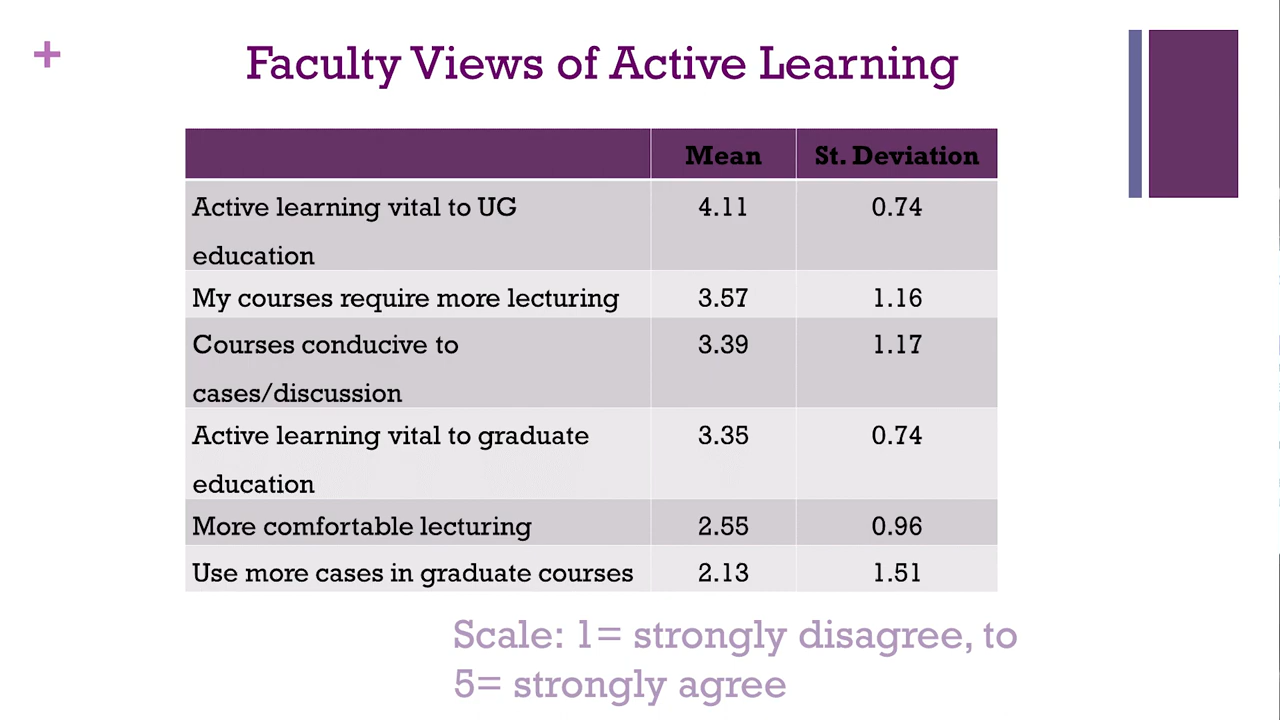 +
Faculty Views of Active Learning
Mean St. Deviation
Active learning vital to UG education 4.11 0.74
My courses require more lecturing 3.57 1.16
Courses conducive to cases/discussion 3.39 1.17
Active learning vital to graduate education 3.35 0.74
More comfortable lecturing 2.55 0.96
Use more cases in graduate courses 2.13 1.51
Scale: 1= strongly disagree, to
5= strongly agree